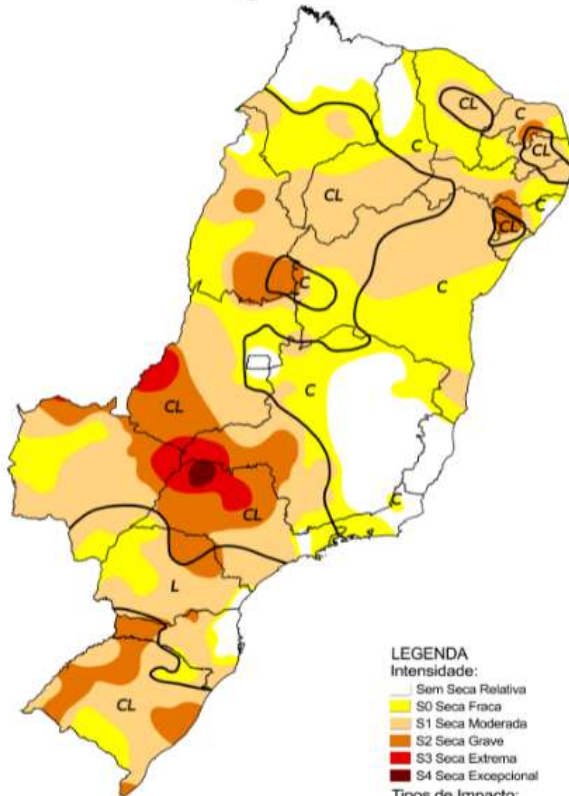 CL
C
CL
C
CL
C
CL
C
C
C
CL
C
CL
L
CL
LEGENDA
Intensidade:
Sem Seca Relativa
S0 Seca Fraca
S1 Seca Moderada
S2 Seca Grave
S3 Seca Extrema
S4 Seca Excepcional
Tipos de Impacto: